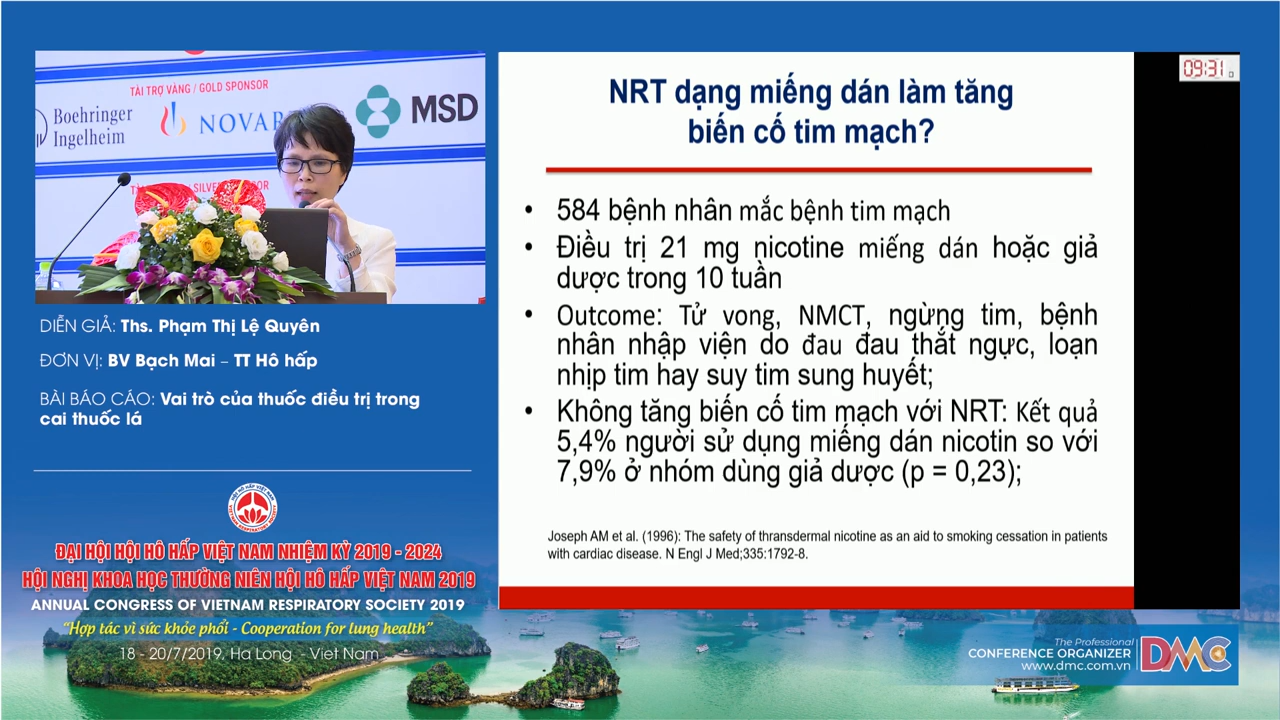 TÀI TRỢ VÀNG / GOLD SPONSOR
Boehringer
Ingelheim
MSD
DIỄN GIẢ: Ths. Phạm Thị Lệ Quyên
ĐƠN VỊ: BV Bạch Mai – TT Hô hấp
BÀI BÁO CÁO: Vai trò của thuốc điều trị trong
cai thuốc lá
HỘI HÔ HẤP VIỆT NAM
VIETNAM RESPIRATORY SOCIETY
ĐẠI HỘI HỘI HÔ HẤP VIỆT NAM NHIỆM KỲ 2019 - 2024
HỘI NGHỊ KHOA HỌC THƯỜNG NIÊN HỘI HÔ HẤP VIỆT NAM 2019
ANNUAL CONGRESS OF VIETNAM RESPIRATORY SOCIETY 2019
“Hợp tác vì sức khỏe phổi - Cooperation for lung health”
18 - 20/7/2019, Ha Long - Viet Nam
NRT dạng miếng dán làm tăng
biến cố tim mạch?
• 584 bệnh nhân mắc bệnh tim mạch
• Điều trị 21 mg nicotine miếng dán hoặc giả
dược trong 10 tuần
• Outcome: Tử vong, NMCT, ngừng tim, bệnh
nhân nhập viện do đau đau thắt ngực, loạn
nhịp tim hay suy tim sung huyết;
• Không tăng biến cố tim mạch với NRT: Kết quả
5,4% người sử dụng miếng dán nicotin so với
7,9% ở nhóm dùng giả dược (p = 0,23);
Joseph AM et al. (1996): The safety of thransdermal nicotine as an aid to smoking cessation in patients
with cardiac disease. N Engl J Med;335:1792-8.
09:31
The Professional
CONFERENCE ORGANIZER
www.dmc.com.vn
DMC